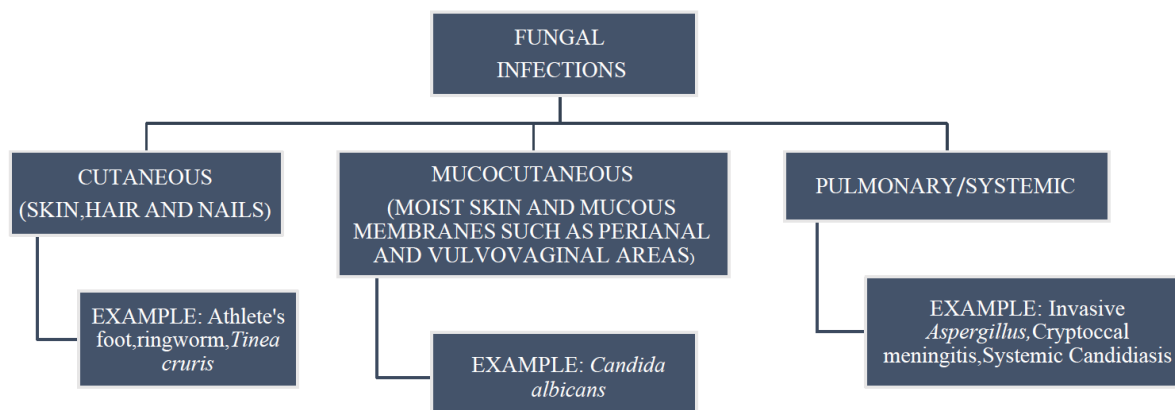 FUNGAL
INFECTIONS
CUTANEOUS
(SKIN,HAIR AND NAILS)
EXAMPLE: Athlete's
foot,ringworm,Tinea
cruris
MUCOCUTANEOUS
(MOIST SKIN AND MUCOUS
MEMBRANES SUCH AS PERIANAL
AND VULVOVAGINAL AREAS)
EXAMPLE: Candida
albicans
PULMONARY/SYSTEMIC
EXAMPLE: Invasive
Aspergillus,Cryptoccal
meningitis,Systemic Candidiasis